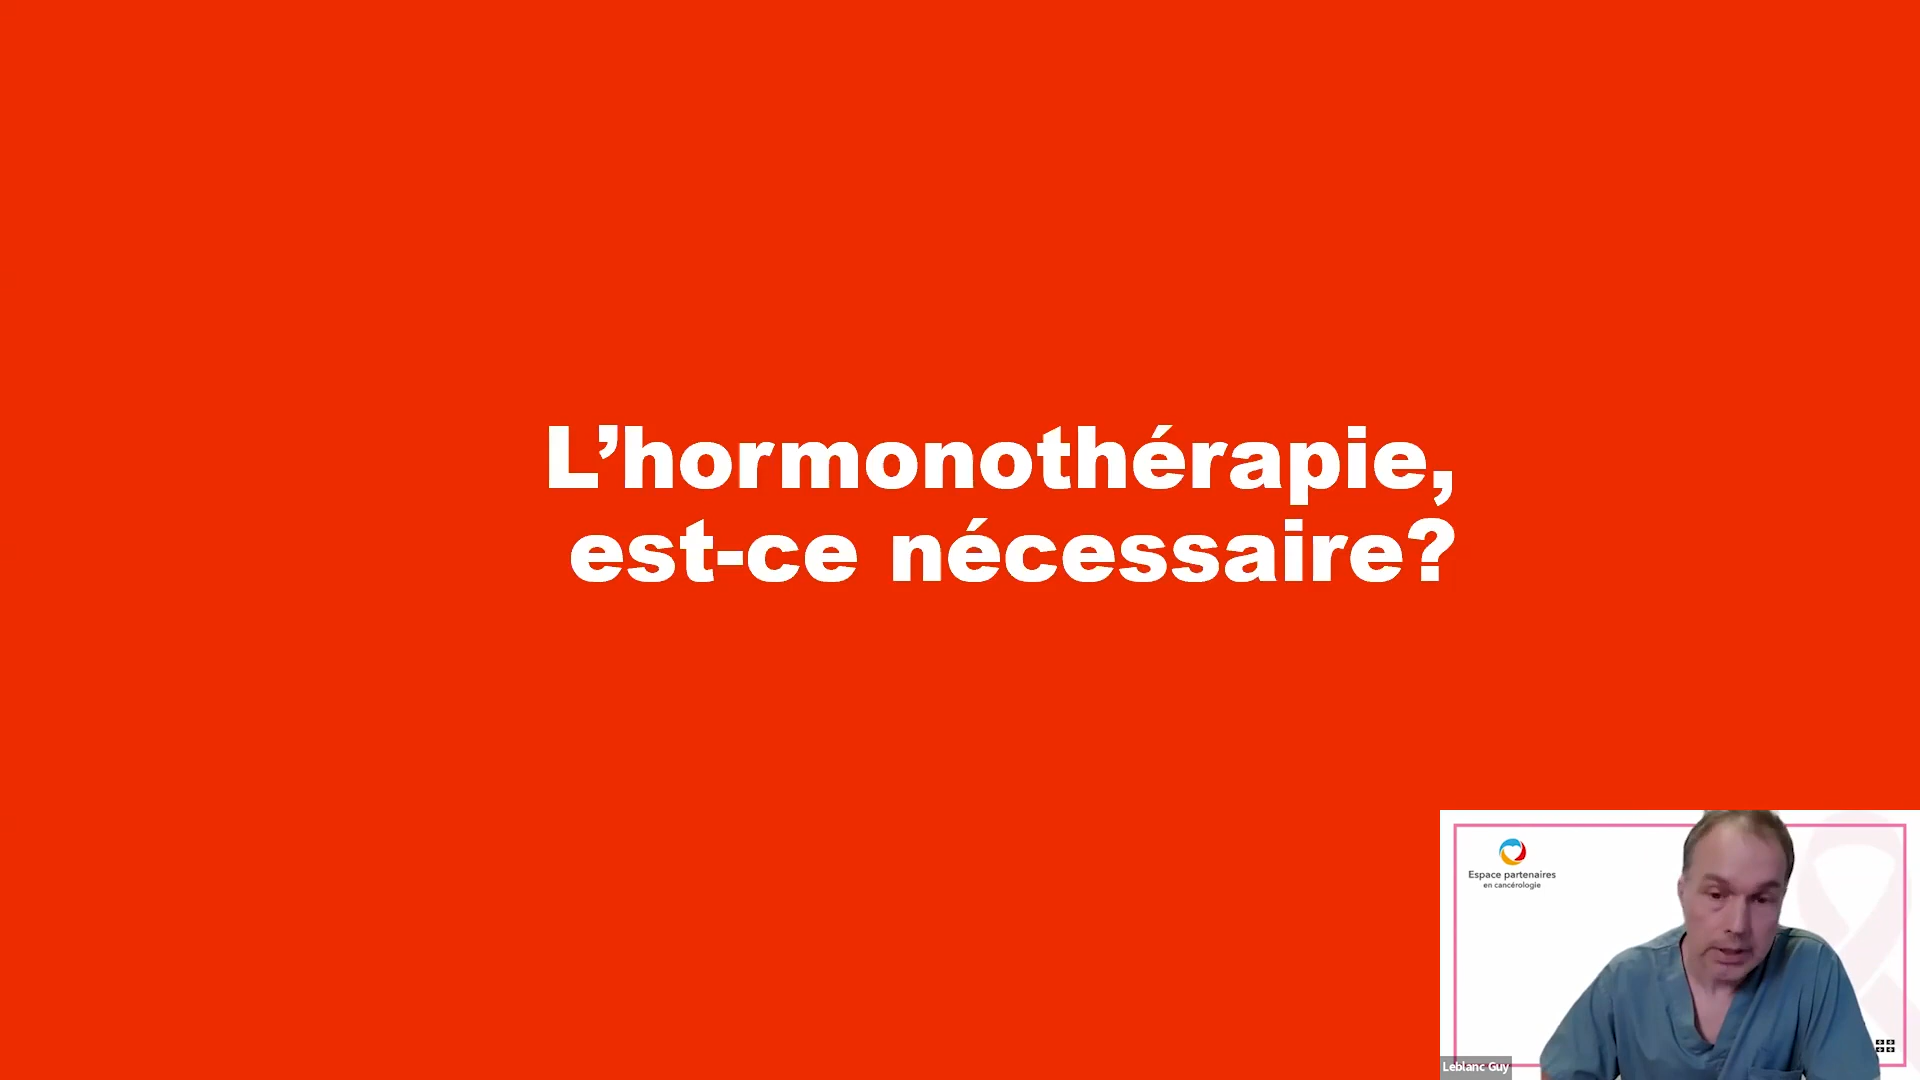 L’hormonothérapie,
est-ce nécessaire?
Espace partenaires
en cancérologie
Leblanc Guy